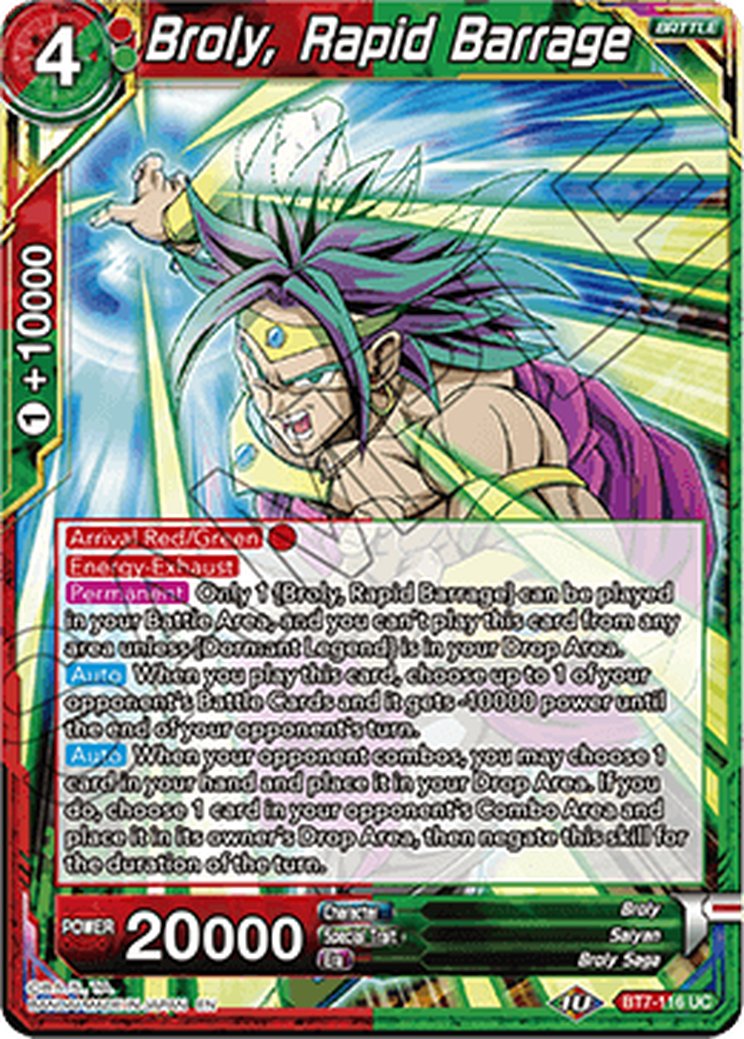 4
Broly, Rapid Barrage
BATTLE
1 +10000
Arrival Red/Green
Energy-Exhaust
Permanent Only 1 {Broly, Rapid Barrage} can be played
in your Battle Area, and you can't play this card from any
area unless {Dormant Legend} is in your Drop Area.
Auto When you play this card, choose up to 1 of your
opponent's Battle Cards and it gets -10000 power until
the end of your opponent's turn.
Auto When your opponent combos, you may choose 1
card in your hand and place it in your Drop Area. If you
do, choose 1 card in your opponent's Combo Area and
place it in its owner's Drop Area, then negate this skill for
the duration of the turn.
POWER 20000
Character Broly
Special Trait Saiyan
Era Broly Saga
BT7-116 UC
SAMPLE